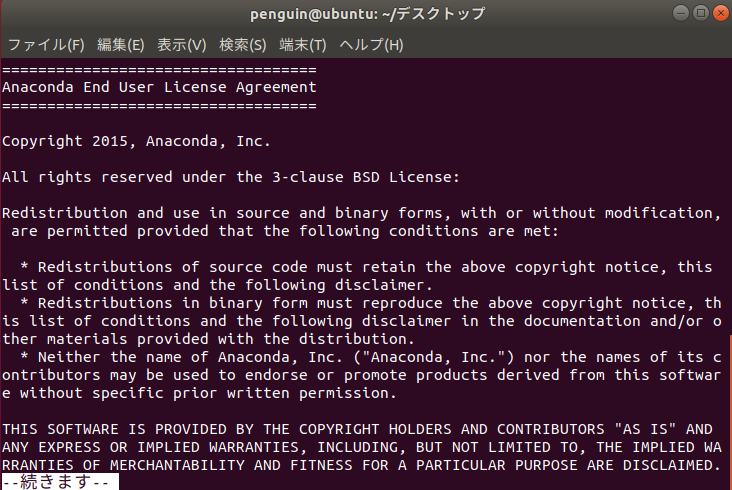 penguin@ubuntu: ~/デスクトップ
ファイル(F) 編集(E) 表示(V) 検索(S) 端末(T) ヘルプ(H)
===================================
Anaconda End User License Agreement
===================================
Copyright 2015, Anaconda, Inc.
All rights reserved under the 3-clause BSD License:
Redistribution and use in source and binary forms, with or without modification,
 are permitted provided that the following conditions are met:
  * Redistributions of source code must retain the above copyright notice, this
list of conditions and the following disclaimer.
  * Redistributions in binary form must reproduce the above copyright notice, th
is list of conditions and the following disclaimer in the documentation and/or o
ther materials provided with the distribution.
  * Neither the name of Anaconda, Inc. ("Anaconda, Inc.") nor the names of its c
ontributors may be used to endorse or promote products derived from this softwar
e without specific prior written permission.
THIS SOFTWARE IS PROVIDED BY THE COPYRIGHT HOLDERS AND CONTRIBUTORS "AS IS" AND
ANY EXPRESS OR IMPLIED WARRANTIES, INCLUDING, BUT NOT LIMITED TO, THE IMPLIED WA
RRANTIES OF MERCHANTABILITY AND FITNESS FOR A PARTICULAR PURPOSE ARE DISCLAIMED.
--続きます--